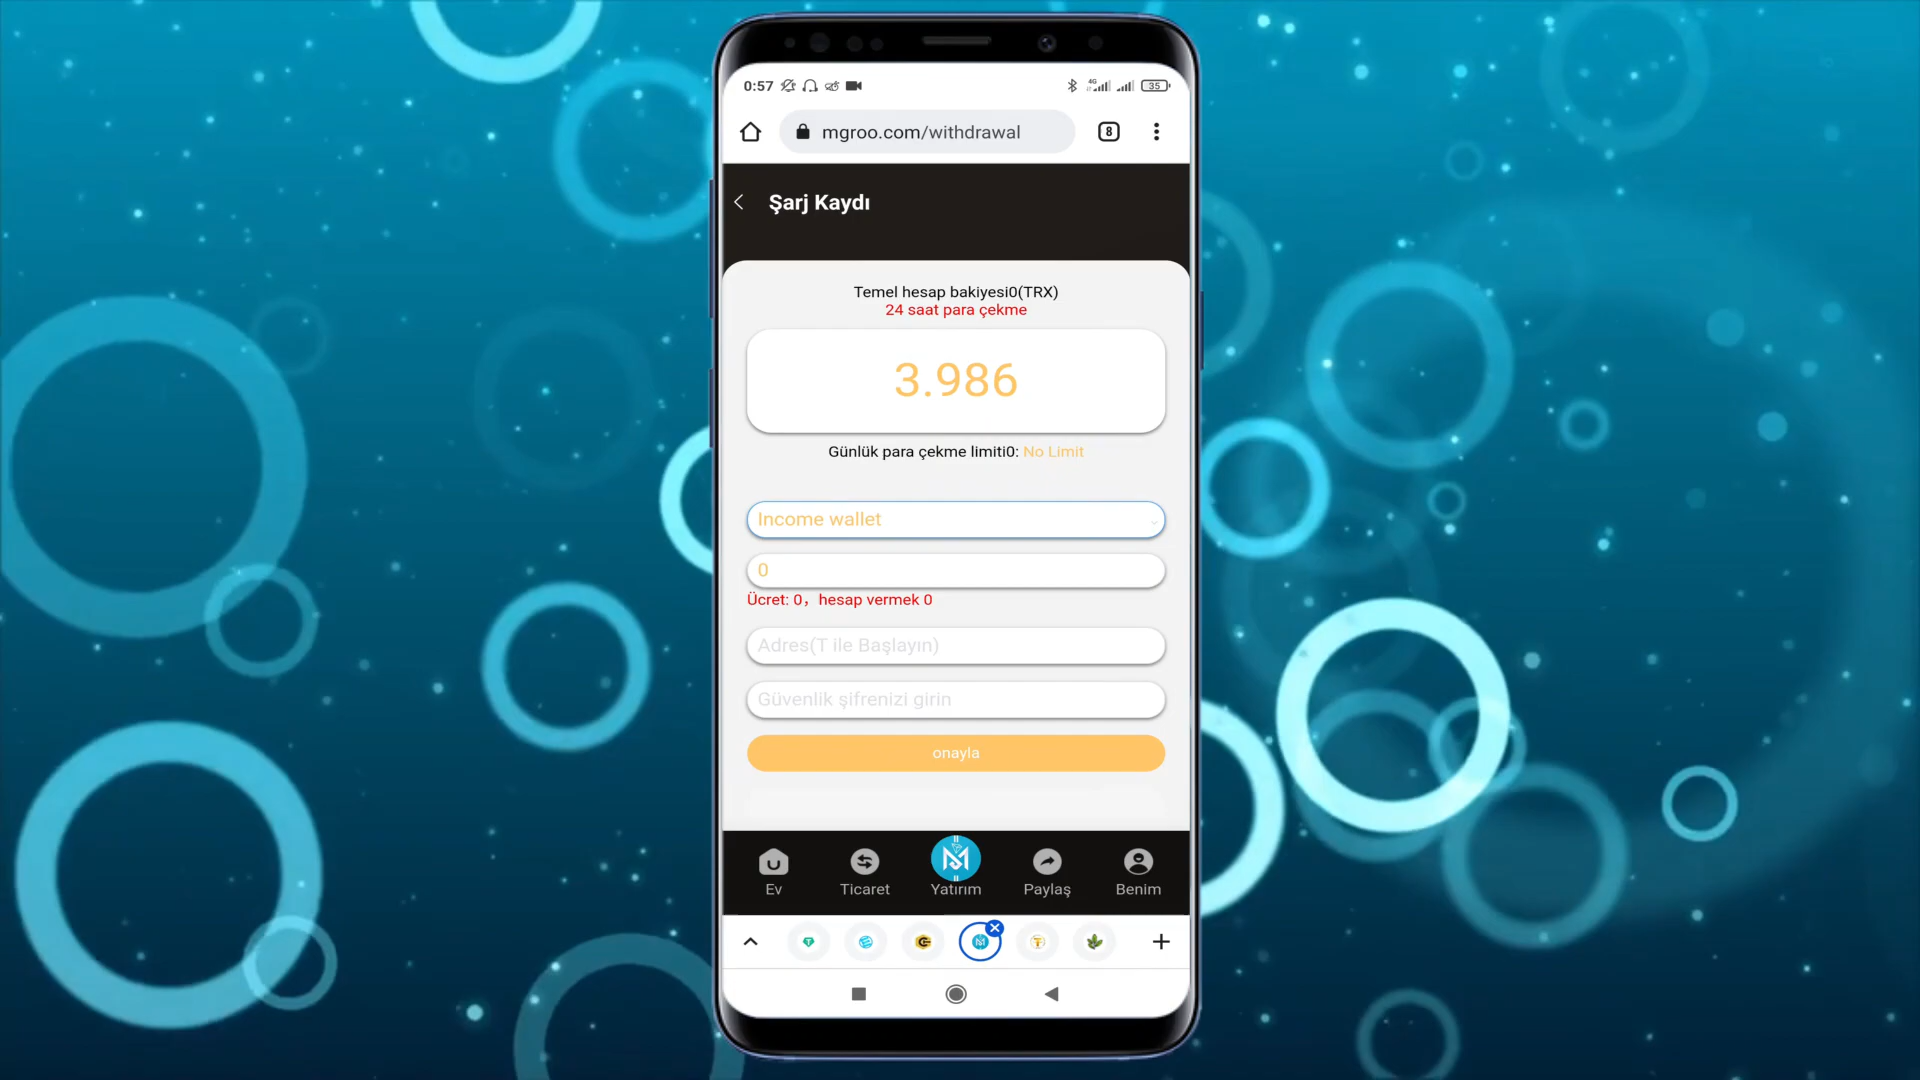 0:57
4G
35
mgroo.com/withdrawal
8
Şarj Kaydı
Temel hesap bakiyesi0(TRX)
24 saat para çekme
3.986
Günlük para çekme limiti0: No Limit
Income wallet
0
Ücret: 0，hesap vermek 0
Adres(T ile Başlayın)
Güvenlik şifrenizi girin
onayla
Ev
Ticaret
Yatırım
Paylaş
Benim